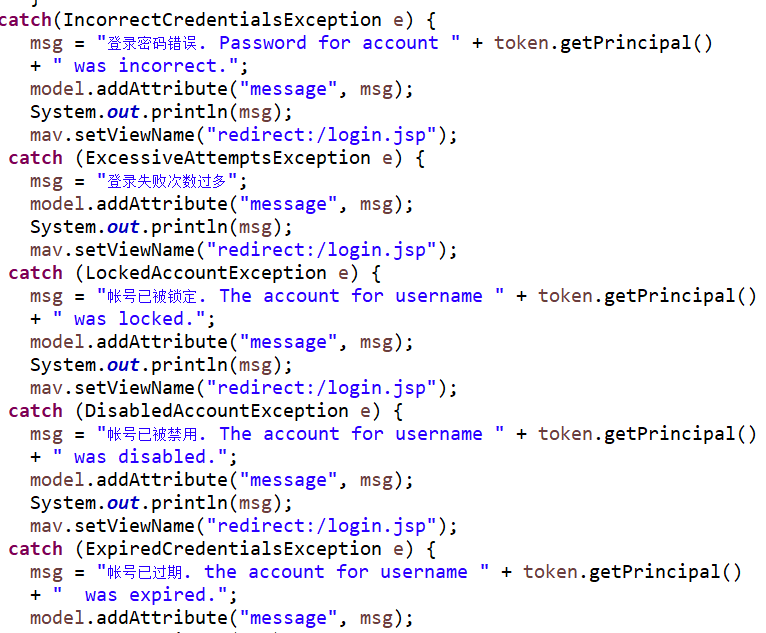 }
catch(IncorrectCredentialsException e) {
msg = "登录密码错误. Password for account " + token.getPrincipal()
+ " was incorrect.";
model.addAttribute("message", msg);
System.out.println(msg);
mav.setViewName("redirect:/login.jsp");
catch (ExcessiveAttemptsException e) {
msg = "登录失败次数过多";
model.addAttribute("message", msg);
System.out.println(msg);
mav.setViewName("redirect:/login.jsp");
catch (LockedAccountException e) {
msg = "帐号已被锁定. The account for username " + token.getPrincipal()
+ " was locked.";
model.addAttribute("message", msg);
System.out.println(msg);
mav.setViewName("redirect:/login.jsp");
catch (DisabledAccountException e) {
msg = "帐号已被禁用. The account for username " + token.getPrincipal()
+ " was disabled.";
model.addAttribute("message", msg);
System.out.println(msg);
mav.setViewName("redirect:/login.jsp");
catch (ExpiredCredentialsException e) {
msg = "帐号已过期. the account for username " + token.getPrincipal()
+ "  was expired.";
model.addAttribute("message", msg);